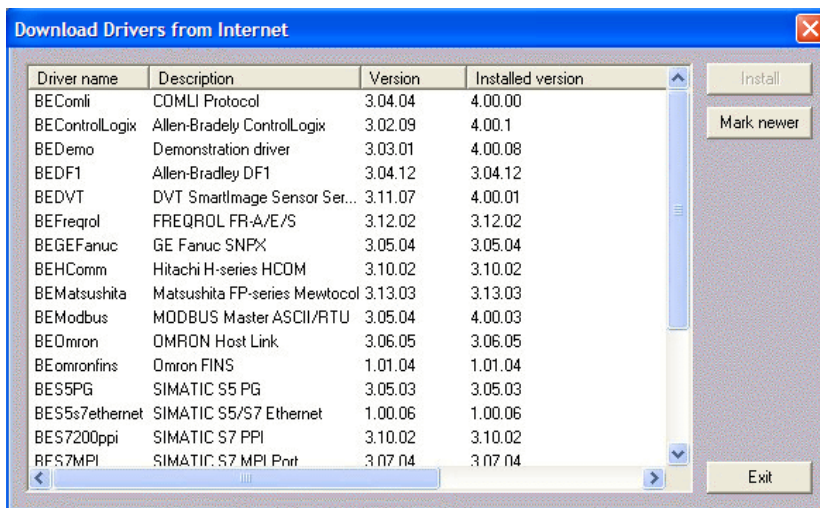 Download Drivers from Internet
Driver name Description Version Installed version
Install
BEComli COMLI Protocol 3.04.04 4.00.00
BEControlLogix Allen-Bradely ControlLogix 3.02.09 4.00.1
Mark newer
BEDemo Demonstration driver 3.03.01 4.00.08
BEDF1 Allen-Bradley DF1 3.04.12 3.04.12
BEDVT DVT SmartImage Sensor Ser... 3.11.07 4.00.01
BEFreqrol FREQROL FR-A/E/S 3.12.02 3.12.02
BEGEFanuc GE Fanuc SNPX 3.05.04 3.05.04
BEHComm Hitachi H-series HCOM 3.10.02 3.10.02
BEMatsushita Matsushita FP-series Mewtocol 3.13.03 3.13.03
BEModbus MODBUS Master ASCII/RTU 3.05.04 4.00.03
BEOmron OMRON Host Link 3.06.05 3.06.05
BEomronfins Omron FINS 1.01.04 1.01.04
BES5PG SIMATIC S5 PG 3.05.03 3.05.03
BES5s7ethernet SIMATIC S5/S7 Ethernet 1.00.06 1.00.06
BES7200ppi SIMATIC S7 PPI 3.10.02 3.10.02
BES7MPI SIMATIC S7 MPI Port 3.07.04 3.07.04
Exit